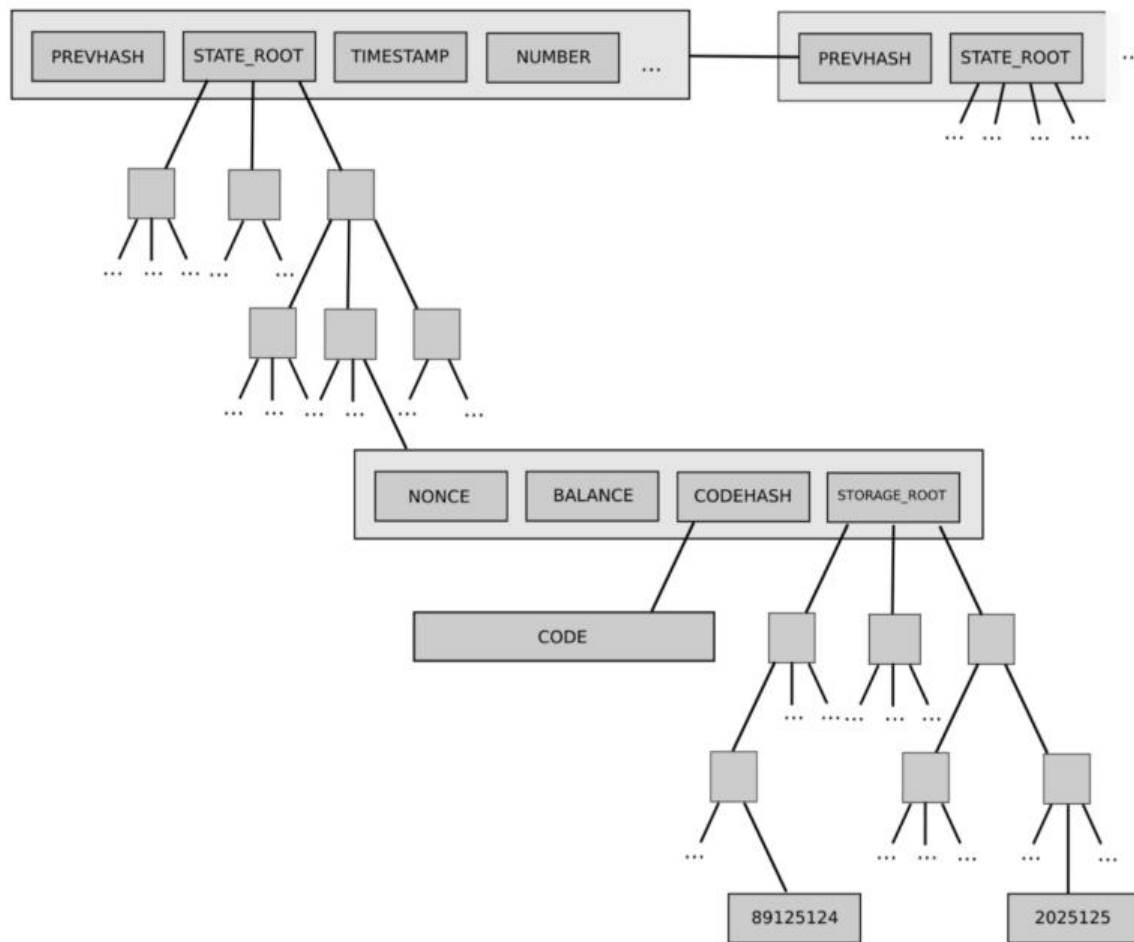 PREVHASH STATE_ROOT TIMESTAMP NUMBER ... PREVHASH STATE_ROOT ...
... ... ... ...
... ... ... ... ...
... ... ... ... ... ... ...
NONCE BALANCE CODEHASH STORAGE_ROOT
CODE
... ... ... ... ...
... ... ... ... ... ...
89125124 2025125